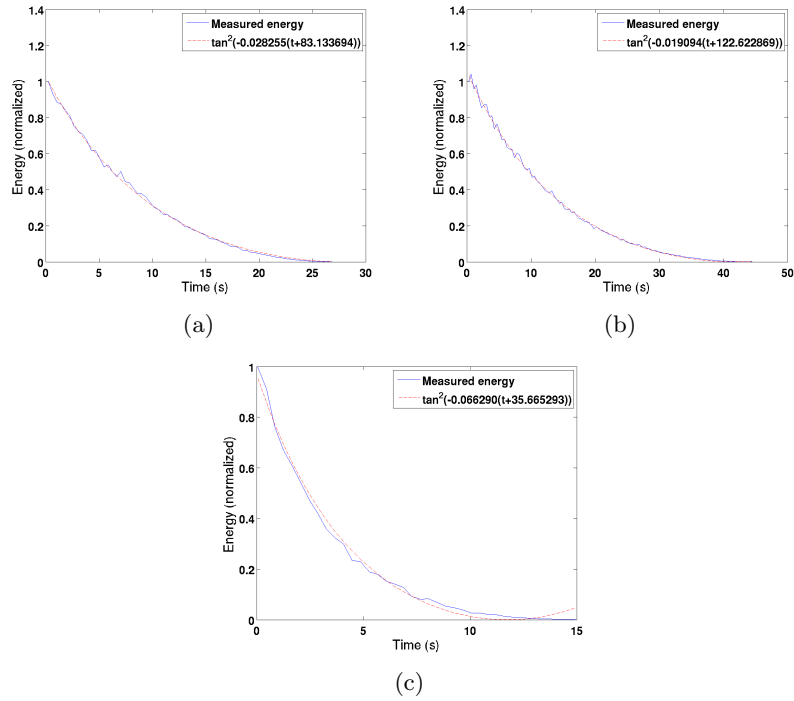 1.4
1.2
1
0.8
0.6
0.4
0.2
0
Energy (normalized)
Measured energy
tan2(-0.028255(t+83.133694))
0 5 10 15 20 25 30
Time (s)
(a)
1.4
1.2
1
0.8
0.6
0.4
0.2
0
Energy (normalized)
Measured energy
tan2(-0.019094(t+122.622869))
0 10 20 30 40 50
Time (s)
(b)
1
0.8
0.6
0.4
0.2
0
Energy (normalized)
Measured energy
tan2(-0.066290(t+35.665293))
0 5 10 15
Time (s)
(c)